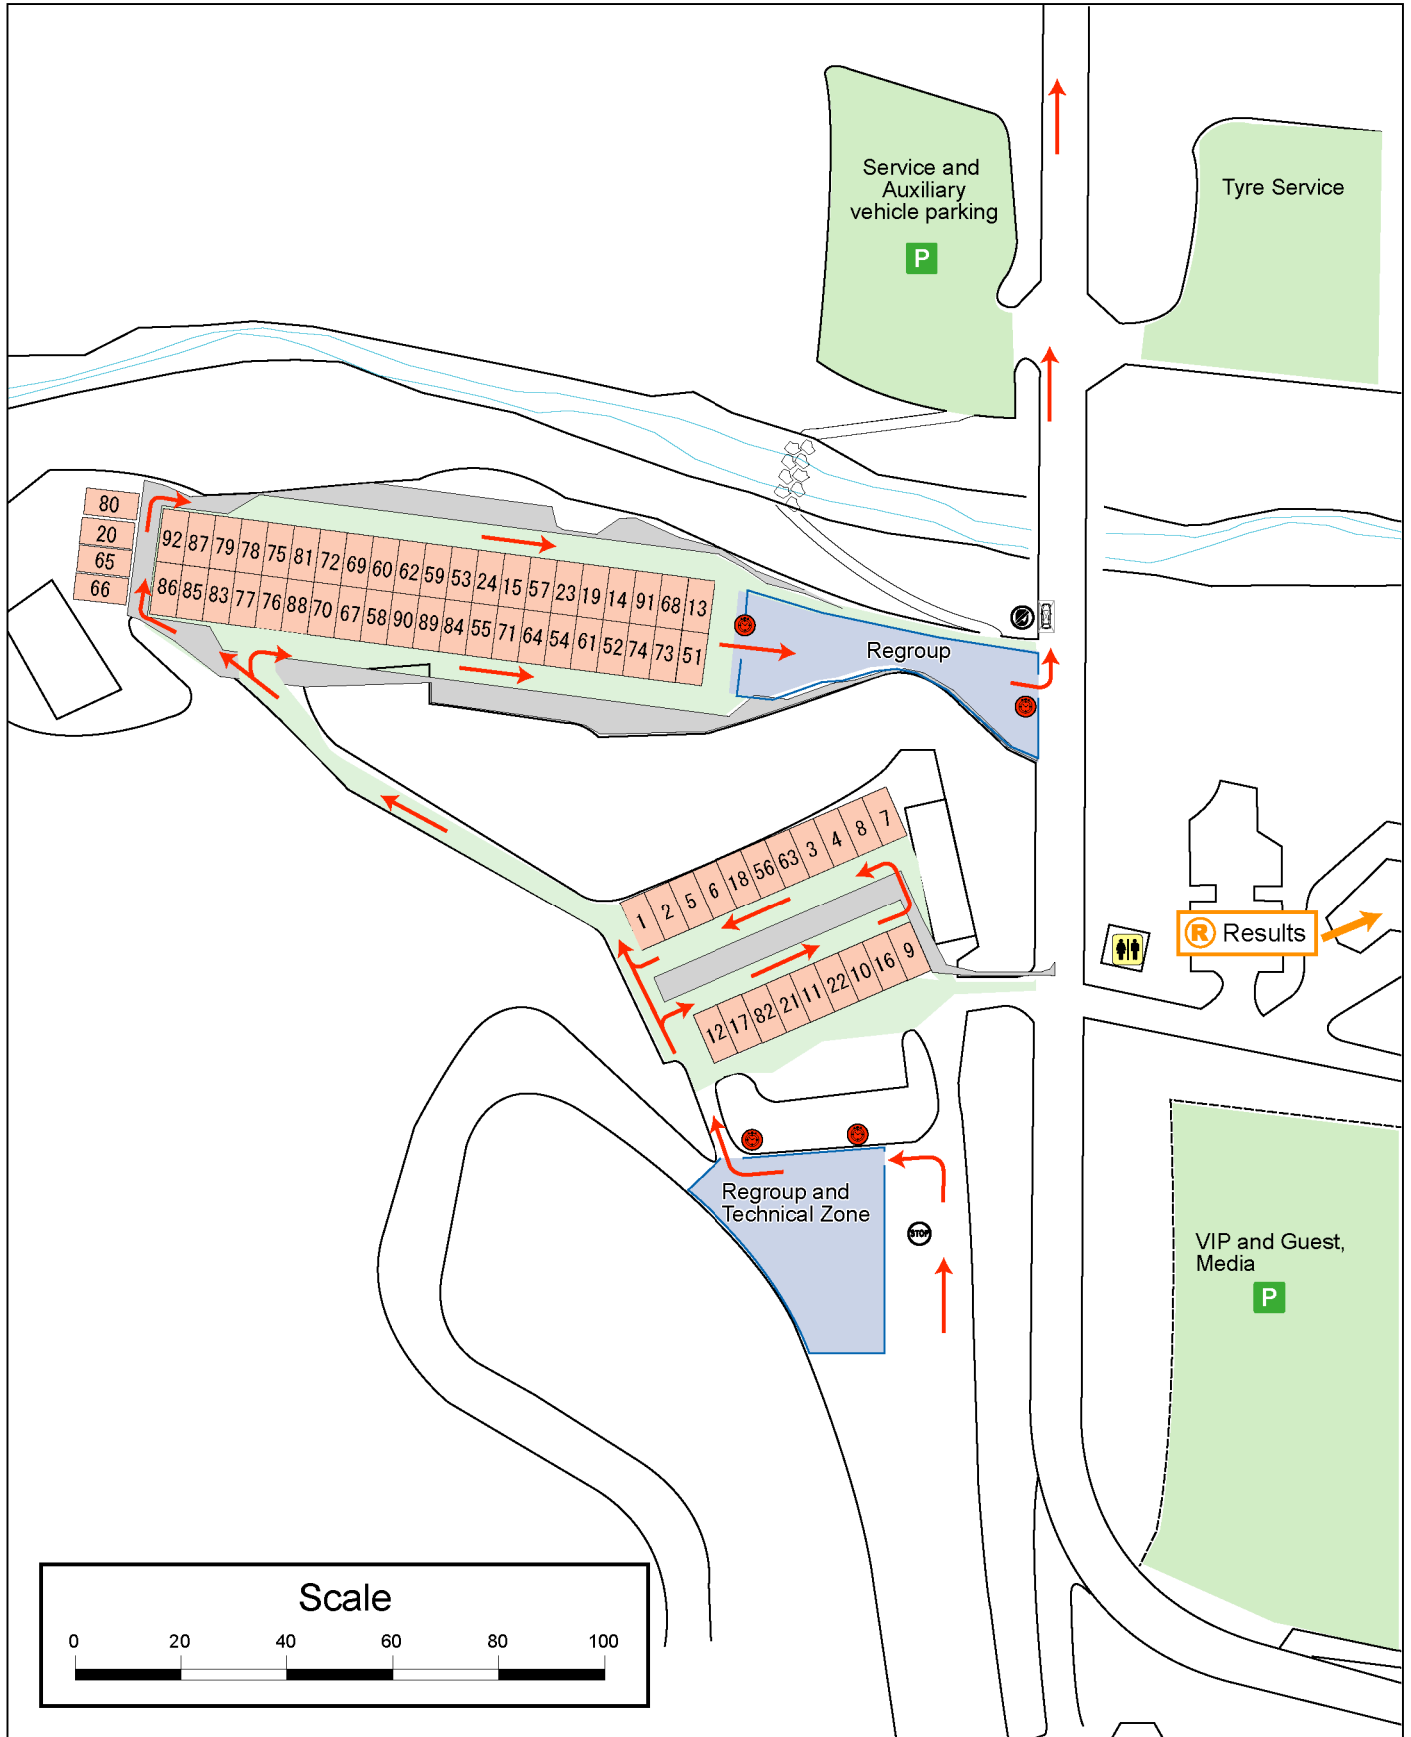 Service and
Auxiliary
vehicle parking
P
Tyre Service
80
20
65
66
92 87 79 78 75 81 72 69 60 62 59 53 24 15 57 23 19 14 91 68 13
86 85 83 77 76 88 70 67 58 90 89 84 55 71 64 54 61 52 74 73 51
Regroup
1 2 5 6 18 56 63 3 4 8 7
12 17 82 21 11 22 10 16 9
R Results
Regroup and
Technical Zone
STOP
VIP and Guest,
Media
P
Scale
0 20 40 60 80 100